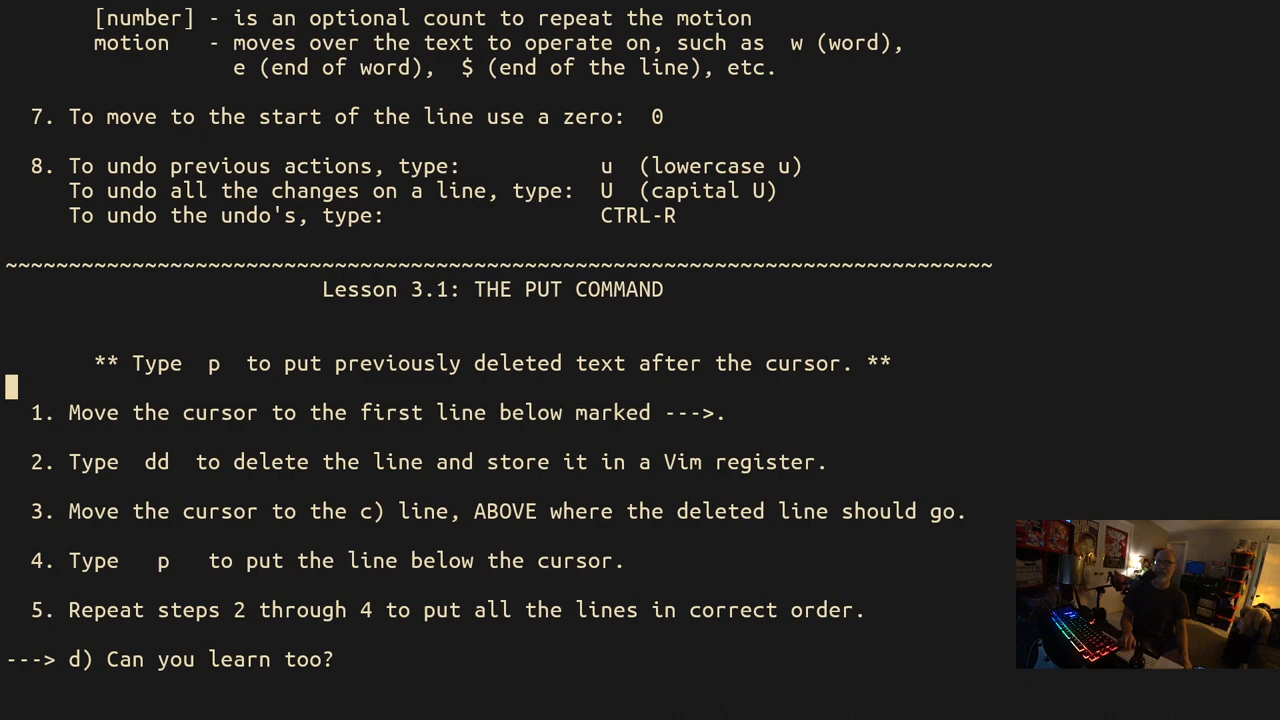 [number] - is an optional count to repeat the motion
motion   - moves over the text to operate on, such as  w (word),
e (end of word),  $ (end of the line), etc.
7. To move to the start of the line use a zero:  0
8. To undo previous actions, type:           u  (lowercase u)
To undo all the changes on a line, type:  U  (capital U)
To undo the undo's, type:                 CTRL-R
~~~~~~~~~~~~~~~~~~~~~~~~~~~~~~~~~~~~~~~~~~~~~~~~~~~~~~~~~~~~~~~~~~~~~~~~~~~~~~
Lesson 3.1: THE PUT COMMAND
** Type  p  to put previously deleted text after the cursor. **
1. Move the cursor to the first line below marked --->.
2. Type  dd  to delete the line and store it in a Vim register.
3. Move the cursor to the c) line, ABOVE where the deleted line should go.
4. Type   p   to put the line below the cursor.
5. Repeat steps 2 through 4 to put all the lines in correct order.
---> d) Can you learn too?